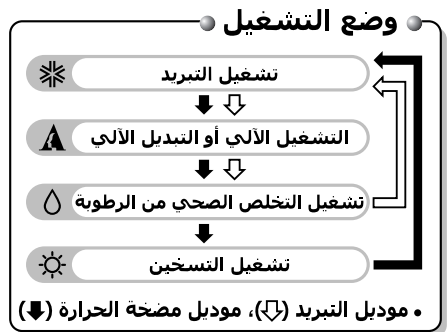 وضع التشغيل
تشغيل التبريد
التشغيل الآلي أو التبديل الآلي
تشغيل التخلص الصحي من الرطوبة
تشغيل التسخين
• موديل التبريد (⇩)، موديل مضخة الحرارة (⬇)